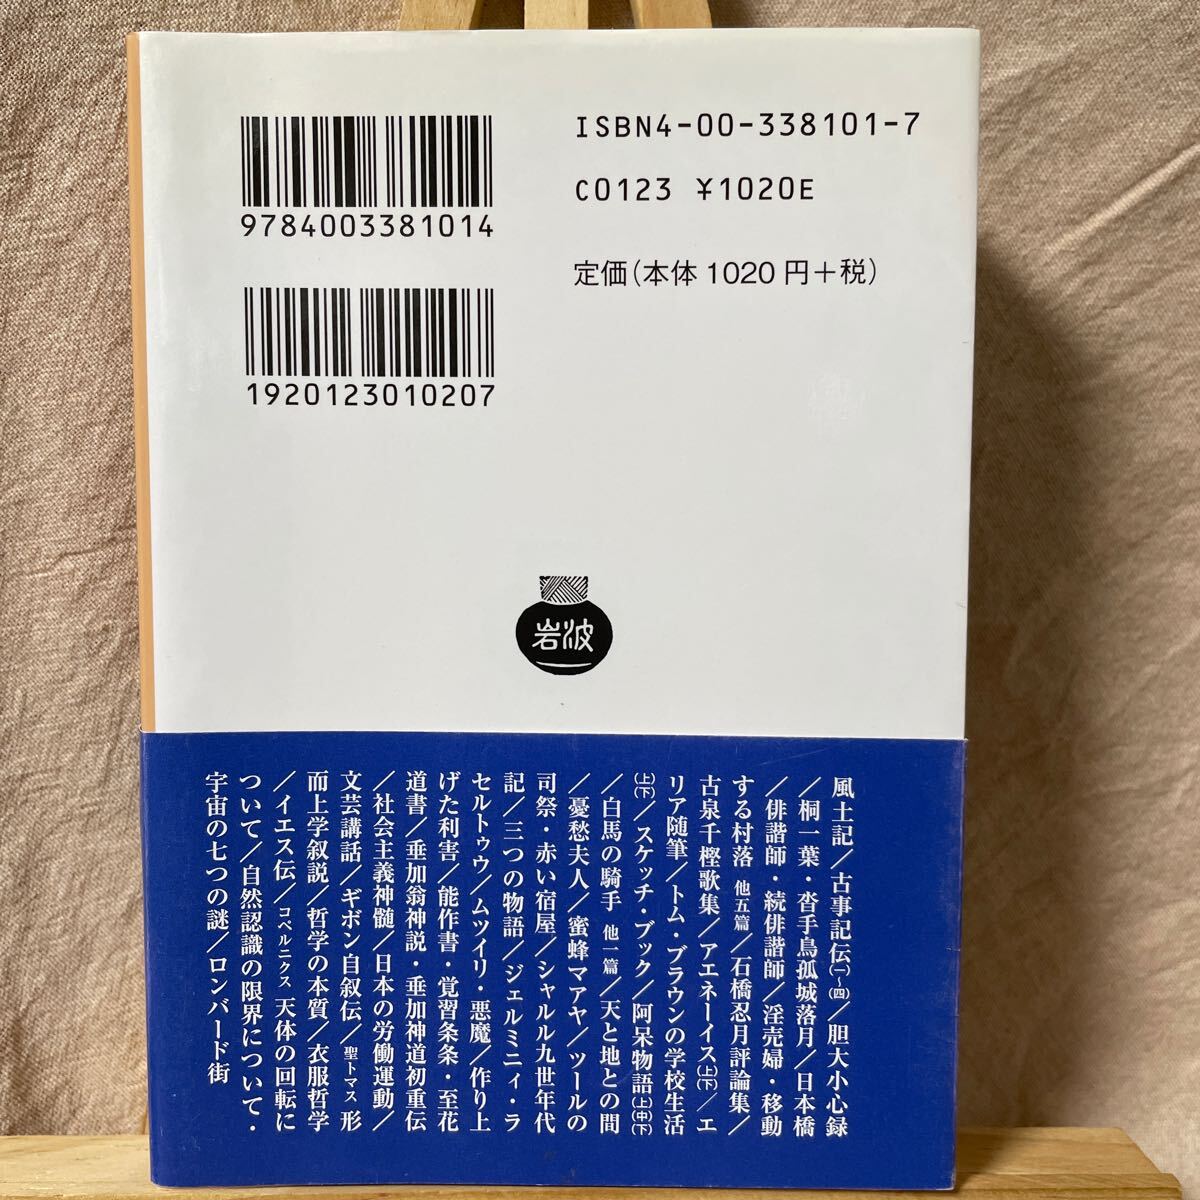 ISBN4-00-338101-7
C0123 ¥1020E
定価(本体1020円+税)
9784003381014
1920123010207
岩波
風土記/古事記伝(一~四)/胆大小心録
/桐一葉・沓手鳥孤城落月/日本橋
/俳諧師・続俳諧師/淫売婦・移動
する村落 他五篇/石橋忍月評論集/
古泉千樫歌集/アエネーイス(上)(下)/エ
リア随筆/トム・ブラウンの学校生活
(上)(下)/スケッチ・ブック/阿呆物語(上)(中)(下)
/白馬の騎手 他一篇/天と地との間
/憂愁夫人/蜜蜂マアヤ/ツールの
司祭・赤い宿屋/シャルル九世年代
記/三つの物語/ジェルミニィ・ラ
セルトゥウ/ムツイリ・悪魔/作り上
げた利害/能作書・覚習条条・至花
道書/垂加翁神説・垂加神道初重伝
/社会主義神髄/日本の労働運動/
文芸講話/ギボン自叙伝/聖トマス 形
而上学叙説/哲学の本質/衣服哲学
/イエス伝/コペルニクス 天体の回転に
ついて/自然認識の限界について・
宇宙の七つの謎/ロンバード街